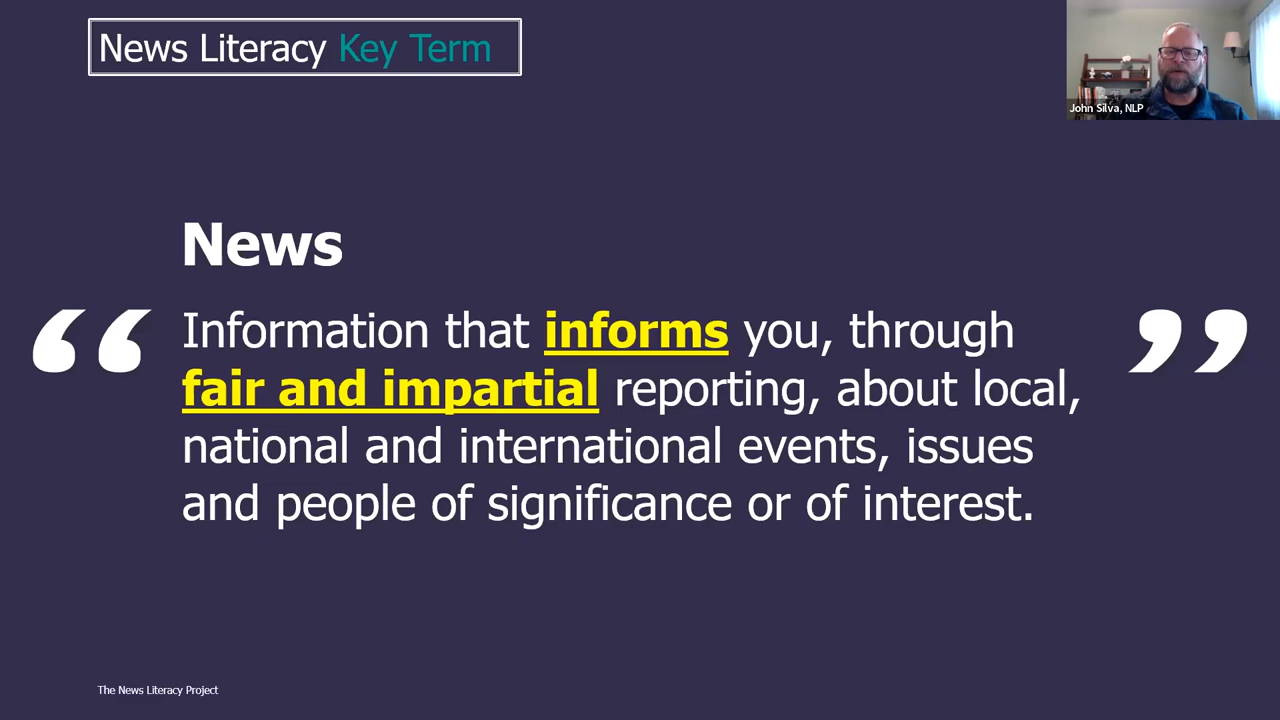 News Literacy Key Term
John Silva, NLP
News
“ Information that informs you, through ”
fair and impartial reporting, about local,
national and international events, issues
and people of significance or of interest.
The News Literacy Project